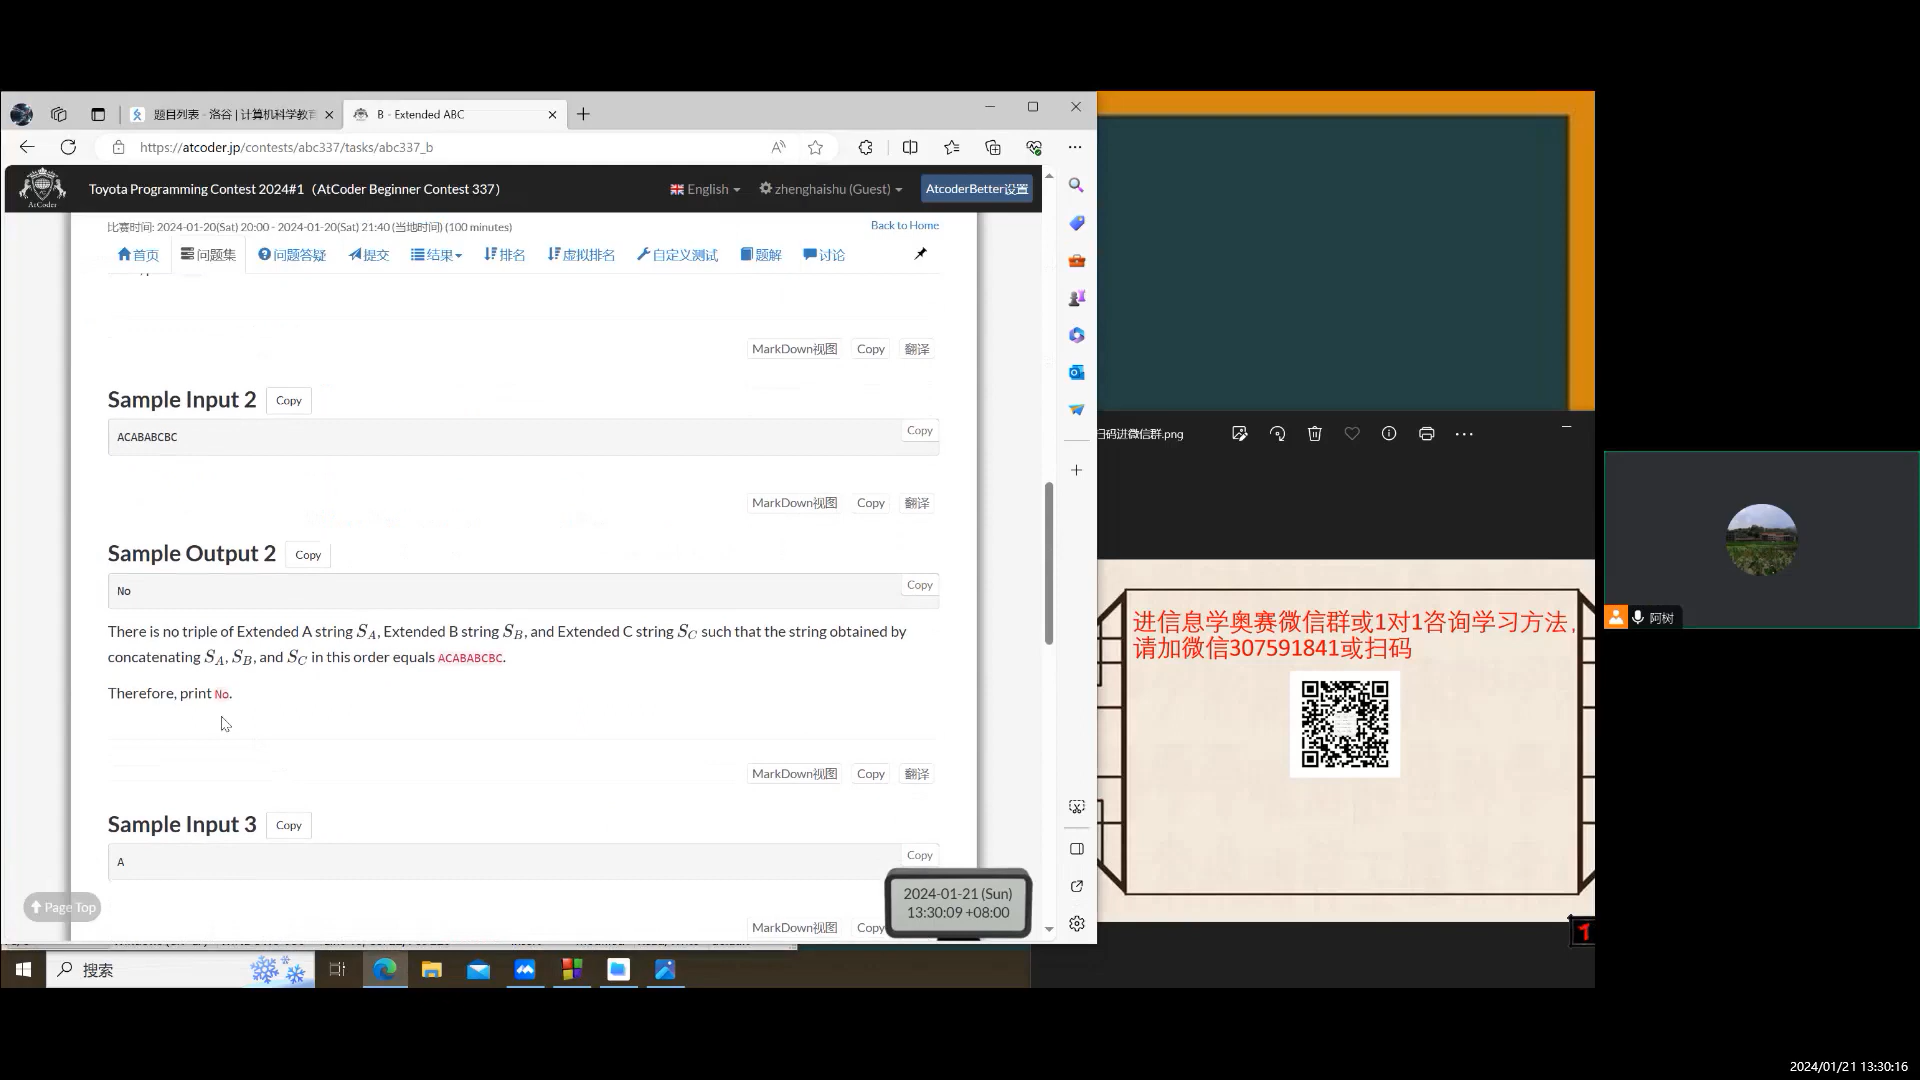 题目列表 - 洛谷 | 计算机科学教育
B - Extended ABC
https://atcoder.jp/contests/abc337/tasks/abc337_b
AtCoder
Toyota Programming Contest 2024#1（AtCoder Beginner Contest 337）
English
zhenghaishu (Guest)
AtcoderBetter设置
比赛时间: 2024-01-20(Sat) 20:00 - 2024-01-20(Sat) 21:40 (当地时间) (100 minutes)
Back to Home
首页
问题集
问题答疑
提交
结果
排名
虚拟排名
自定义测试
题解
讨论
MarkDown视图 Copy 翻译
Sample Input 2 Copy
ACABABCBC
Copy
MarkDown视图 Copy 翻译
Sample Output 2 Copy
No
Copy
There is no triple of Extended A string S_A, Extended B string S_B, and Extended C string S_C such that the string obtained by
concatenating S_A, S_B, and S_C in this order equals ACABABCBC.
Therefore, print No.
MarkDown视图 Copy 翻译
Sample Input 3 Copy
A
Copy
MarkDown视图 Copy
Page Top
2024-01-21 (Sun)
13:30:09 +08:00
搜索
扫码进微信群.png
进信息学奥赛微信群或1对1咨询学习方法,
请加微信307591841或扫码
阿树
2024/01/21 13:30:16